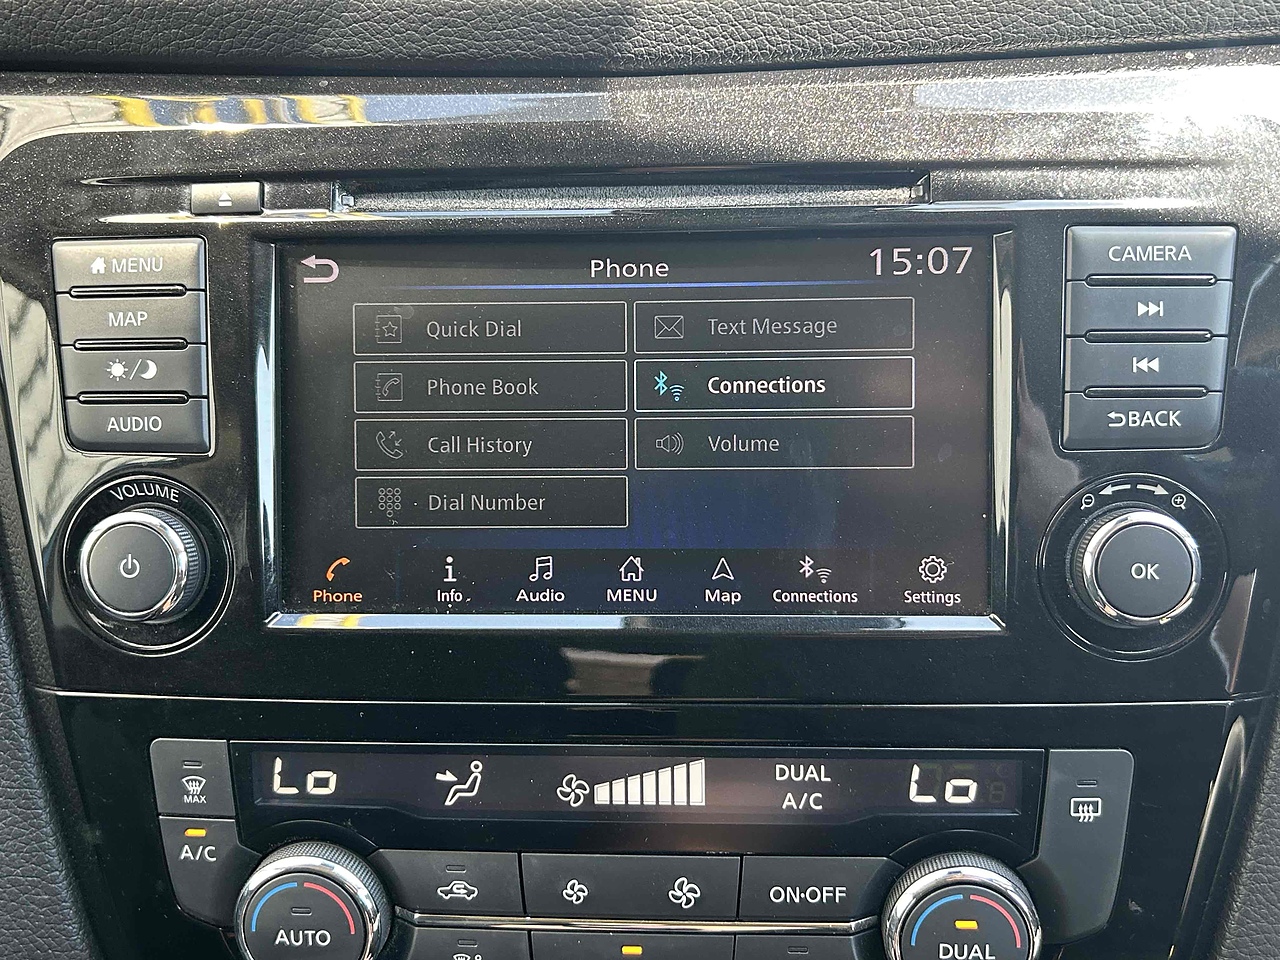 MENU
MAP
AUDIO
VOLUME
Phone
15:07
Quick Dial
Text Message
Phone Book
Connections
Call History
Volume
Dial Number
Phone
Info
Audio
MENU
Map
Connections
Settings
CAMERA
BACK
OK
MAX
Lo
DUAL
A/C
Lo
A/C
AUTO
ON·OFF
DUAL